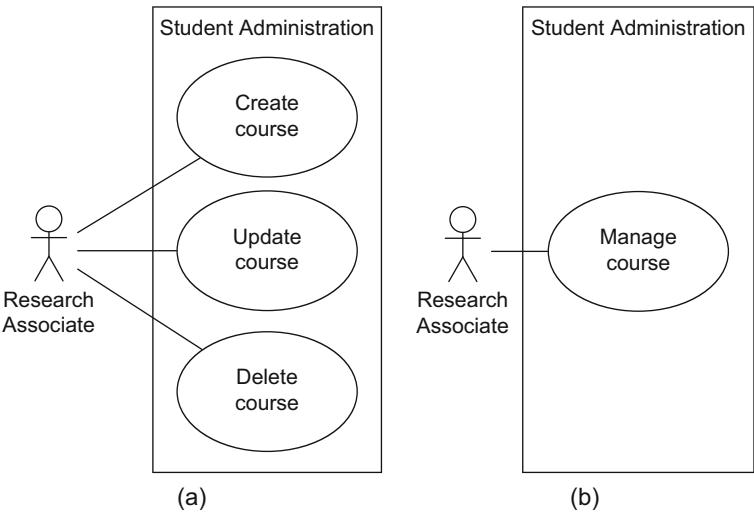 Student Administration
Create
course
Update
course
Delete
course
Research
Associate
(a)
Student Administration
Manage
course
Research
Associate
(b)